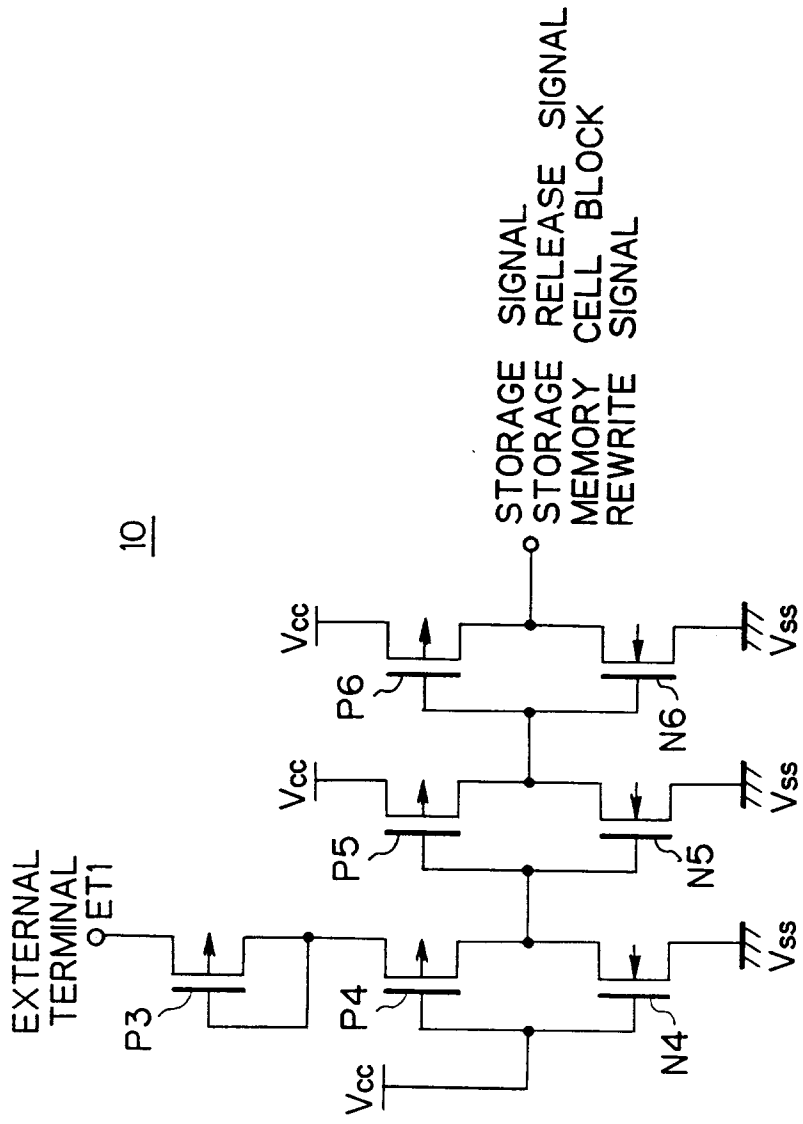 10
EXTERNAL
TERMINAL
ET1
P3
Vcc
P4
N4
Vss
Vcc
P5
N5
Vss
Vcc
P6
N6
Vss
STORAGE SIGNAL
STORAGE RELEASE SIGNAL
MEMORY CELL BLOCK
REWRITE SIGNAL